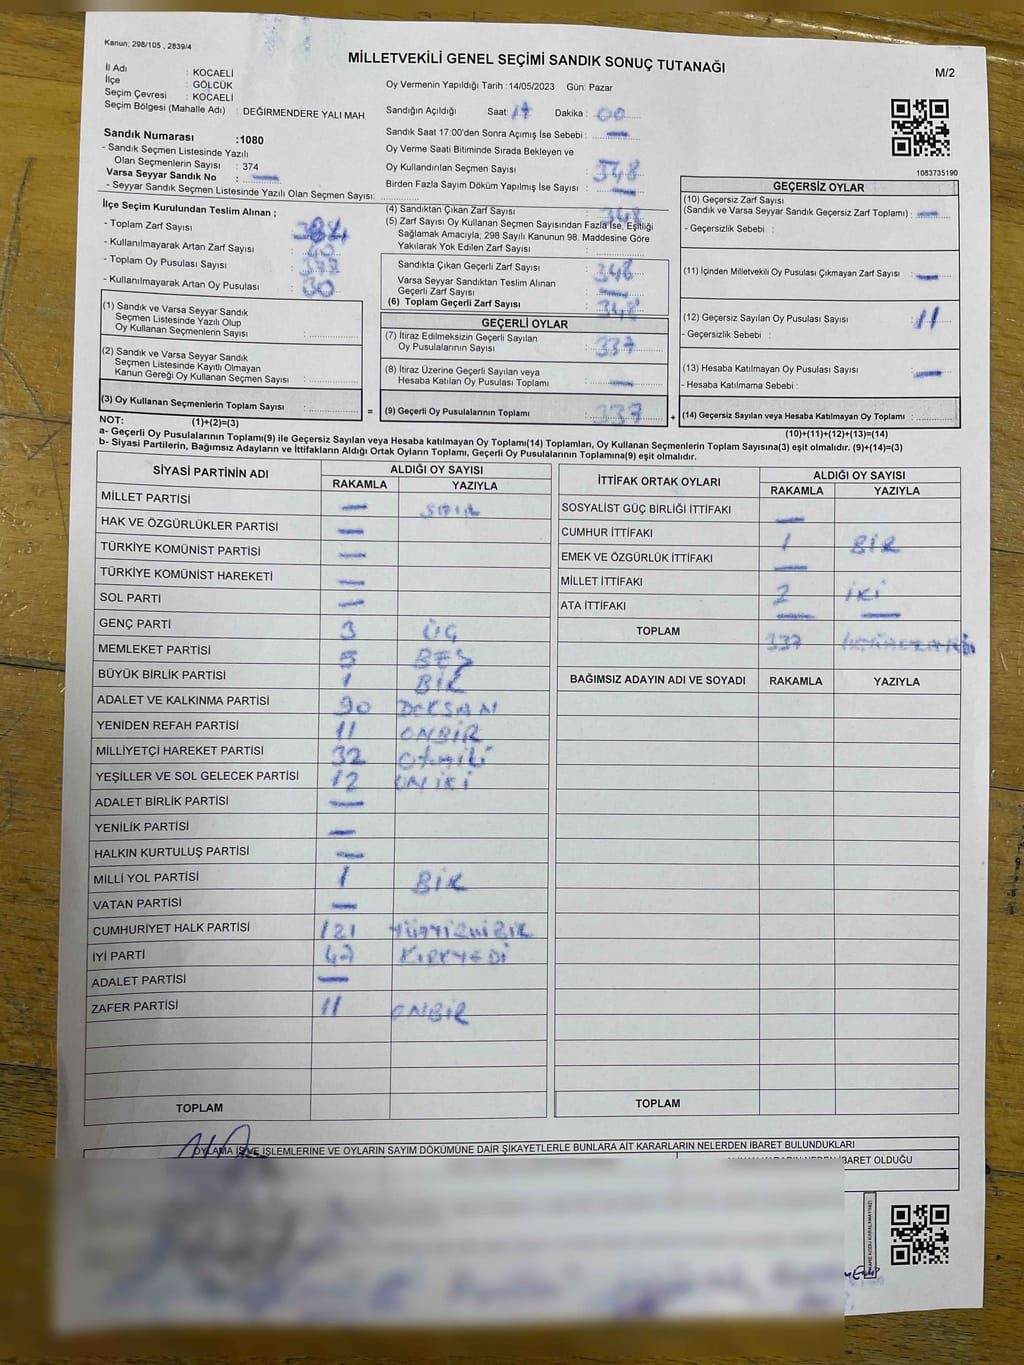 Kanun; 298/105 , 2839/4
MİLLETVEKİLİ GENEL SEÇİMİ SANDIK SONUÇ TUTANAĞI
M/2
İl Adı : KOCAELİ
İlçe : GÖLCÜK
Seçim Çevresi : KOCAELİ
Seçim Bölgesi (Mahalle Adı) : DEĞİRMENDERE YALI MAH.
Sandık Numarası :1080
- Sandık Seçmen Listesinde Yazılı
Olan Seçmenlerin Sayısı : 374
Varsa Seyyar Sandık No : —
- Seyyar Sandık Seçmen Listesinde Yazılı Olan Seçmen Sayısı:
İlçe Seçim Kurulundan Teslim Alınan ;
- Toplam Zarf Sayısı :
- Kullanılmayarak Artan Zarf Sayısı :
- Toplam Oy Pusulası Sayısı :
- Kullanılmayarak Artan Oy Pusulası : 30
(1) Sandık ve Varsa Seyyar Sandık
Seçmen Listesinde Yazılı Olup
Oy Kullanan Seçmenlerin Sayısı :
(2) Sandık ve Varsa Seyyar Sandık
Seçmen Listesinde Kayıtlı Olmayan
Kanun Gereği Oy Kullanan Seçmen Sayısı :
(3) Oy Kullanan Seçmenlerin Toplam Sayısı :
(1)+(2)=(3)
Oy Vermenin Yapıldığı Tarih :14/05/2023 Gün: Pazar
Sandığın Açıldığı Saat: 17 Dakika : 00
Sandık Saat 17:00'den Sonra Açılmış İse Sebebi : —
Oy Verme Saati Bitiminde Sırada Bekleyen ve
Oy Kullandırılan Seçmen Sayısı : 348
Birden Fazla Sayım Döküm Yapılmış İse Sayısı : —
(4) Sandıktan Çıkan Zarf Sayısı : 348
(5) Zarf Sayısı Oy Kullanan Seçmen Sayısından Fazla İse, Eşitliği
Sağlamak Amacıyla; 298 Sayılı Kanunun 98. Maddesine Göre
Yakılarak Yok Edilen Zarf Sayısı :
Sandıkta Çıkan Geçerli Zarf Sayısı : 348
Varsa Seyyar Sandıktan Teslim Alınan
Geçerli Zarf Sayısı : —
(6) Toplam Geçerli Zarf Sayısı : 348
GEÇERLİ OYLAR
(7) İtiraz Edilmeksizin Geçerli Sayılan
Oy Pusulalarının Sayısı : 337
(8) İtiraz Üzerine Geçerli Sayılan veya
Hesaba Katılan Oy Pusulası Toplamı : —
= (9) Geçerli Oy Pusulalarının Toplamı : 337 +
1083735190
GEÇERSİZ OYLAR
(10) Geçersiz Zarf Sayısı
(Sandık ve Varsa Seyyar Sandık Geçersiz Zarf Toplamı) : —
- Geçersizlik Sebebi :
(11) İçinden Milletvekili Oy Pusulası Çıkmayan Zarf Sayısı : —
(12) Geçersiz Sayılan Oy Pusulası Sayısı : 11
- Geçersizlik Sebebi :
(13) Hesaba Katılmayan Oy Pusulası Sayısı : —
- Hesaba Katılmama Sebebi :
(14) Geçersiz Sayılan veya Hesaba Katılmayan Oy Toplamı :
(10)+(11)+(12)+(13)=(14)
NOT:
a- Geçerli Oy Pusulalarının Toplamı(9) ile Geçersiz Sayılan veya Hesaba katılmayan Oy Toplamı(14) Toplamları, Oy Kullanan Seçmenlerin Toplam Sayısına(3) eşit olmalıdır. (9)+(14)=(3)
b- Siyasi Partilerin, Bağımsız Adayların ve İttifakların Aldığı Ortak Oyların Toplamı, Geçerli Oy Pusulalarının Toplamına(9) eşit olmalıdır.
SİYASİ PARTİNİN ADI ALDIĞI OY SAYISI
RAKAMLA YAZIYLA
MİLLET PARTİSİ — SIFIR
HAK VE ÖZGÜRLÜKLER PARTİSİ —
TÜRKİYE KOMÜNİST PARTİSİ —
TÜRKİYE KOMÜNİST HAREKETİ —
SOL PARTİ —
GENÇ PARTİ 3 ÜÇ
MEMLEKET PARTİSİ 5 BEŞ
BÜYÜK BİRLİK PARTİSİ 1 BİR
ADALET VE KALKINMA PARTİSİ 90 DOKSAN
YENİDEN REFAH PARTİSİ 11 ONBİR
MİLLİYETÇİ HAREKET PARTİSİ 32
YEŞİLLER VE SOL GELECEK PARTİSİ 12 ONİKİ
ADALET BİRLİK PARTİSİ —
YENİLİK PARTİSİ —
HALKIN KURTULUŞ PARTİSİ —
MİLLİ YOL PARTİSİ 1 BİR
VATAN PARTİSİ —
CUMHURİYET HALK PARTİSİ 121 YÜZYİRMİBİR
İYİ PARTİ 47 KIRKYEDİ
ADALET PARTİSİ —
ZAFER PARTİSİ 11 ONBİR
TOPLAM
İTTİFAK ORTAK OYLARI ALDIĞI OY SAYISI
RAKAMLA YAZIYLA
SOSYALİST GÜÇ BİRLİĞİ İTTİFAKI —
CUMHUR İTTİFAKI 1 BİR
EMEK VE ÖZGÜRLÜK İTTİFAKI —
MİLLET İTTİFAKI 2 İKİ
ATA İTTİFAKI — —
TOPLAM 337
BAĞIMSIZ ADAYIN ADI VE SOYADI RAKAMLA YAZIYLA
TOPLAM
OYLAMA İŞ VE İŞLEMLERİNE VE OYLARIN SAYIM DÖKÜMÜNE DAİR ŞİKAYETLERLE BUNLARA AİT KARARLARIN NELERDEN İBARET BULUNDUKLARI
İBARET OLDUĞU